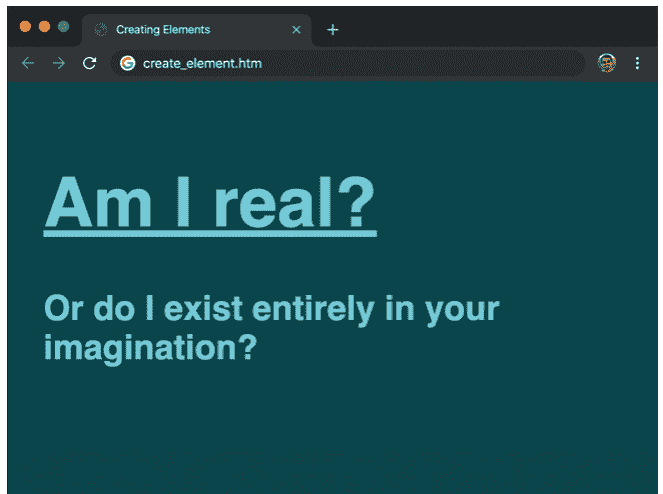 Creating Elements
create_element.htm
Am I real?
Or do I exist entirely in your
imagination?